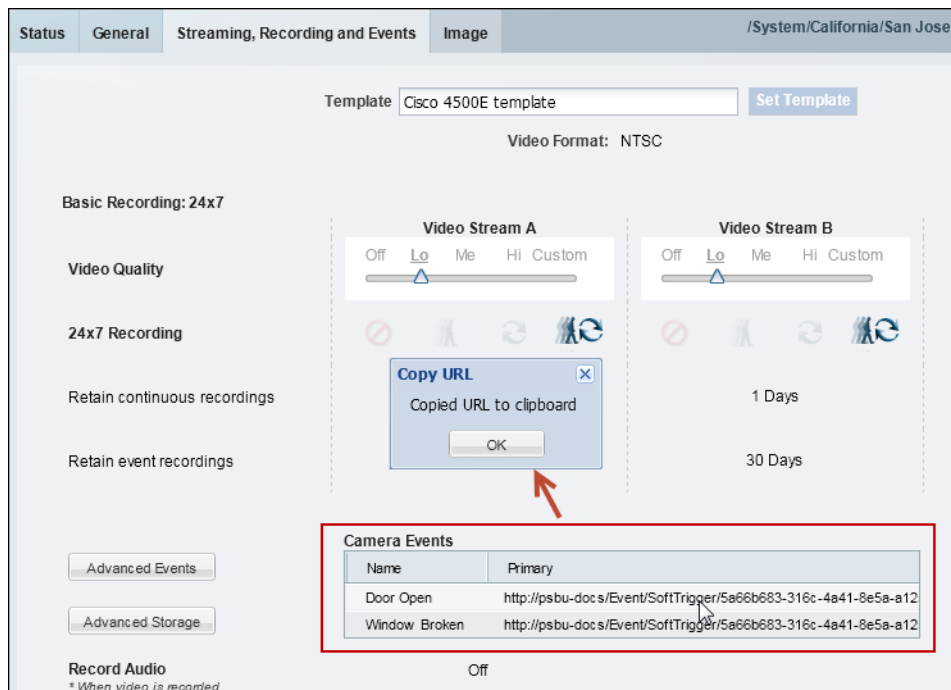 Status General Streaming, Recording and Events Image /System/California/San Jose
Template Cisco 4500E template Set Template
Video Format: NTSC
Basic Recording: 24x7
Video Stream A Video Stream B
Off Lo Me Hi Custom Off Lo Me Hi Custom
Video Quality
24x7 Recording
Copy URL
Copied URL to clipboard
Retain continuous recordings 1 Days
OK
Retain event recordings 30 Days
Camera Events
Advanced Events
Name Primary
Door Open http://psbu-docs/Event/SoftTrigger/5a66b683-316c-4a41-8e5a-a12
Advanced Storage
Window Broken http://psbu-docs/Event/SoftTrigger/5a66b683-316c-4a41-8e5a-a12
Record Audio Off
* When video is recorded